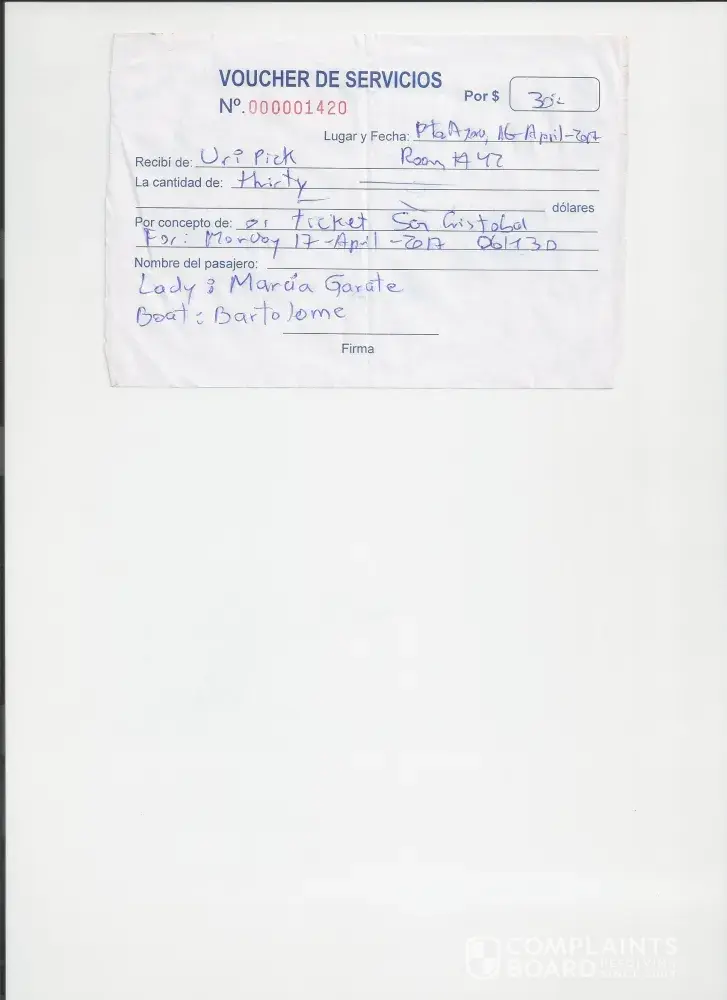 VOUCHER DE SERVICIOS
Nº. 000001420
Por $ 30
Lugar y Fecha: Pta Ayora, 16-April-2017
Recibí de: Uri Pick Room # 42
La cantidad de: thirty
dólares
Por concepto de: 01 ticket San Cristobal
For: Monday 17-April-2017 06H30
Nombre del pasajero:
Lady: Marcia Garate
Boat: Bartolome
Firma
COMPLAINTS
BOARD